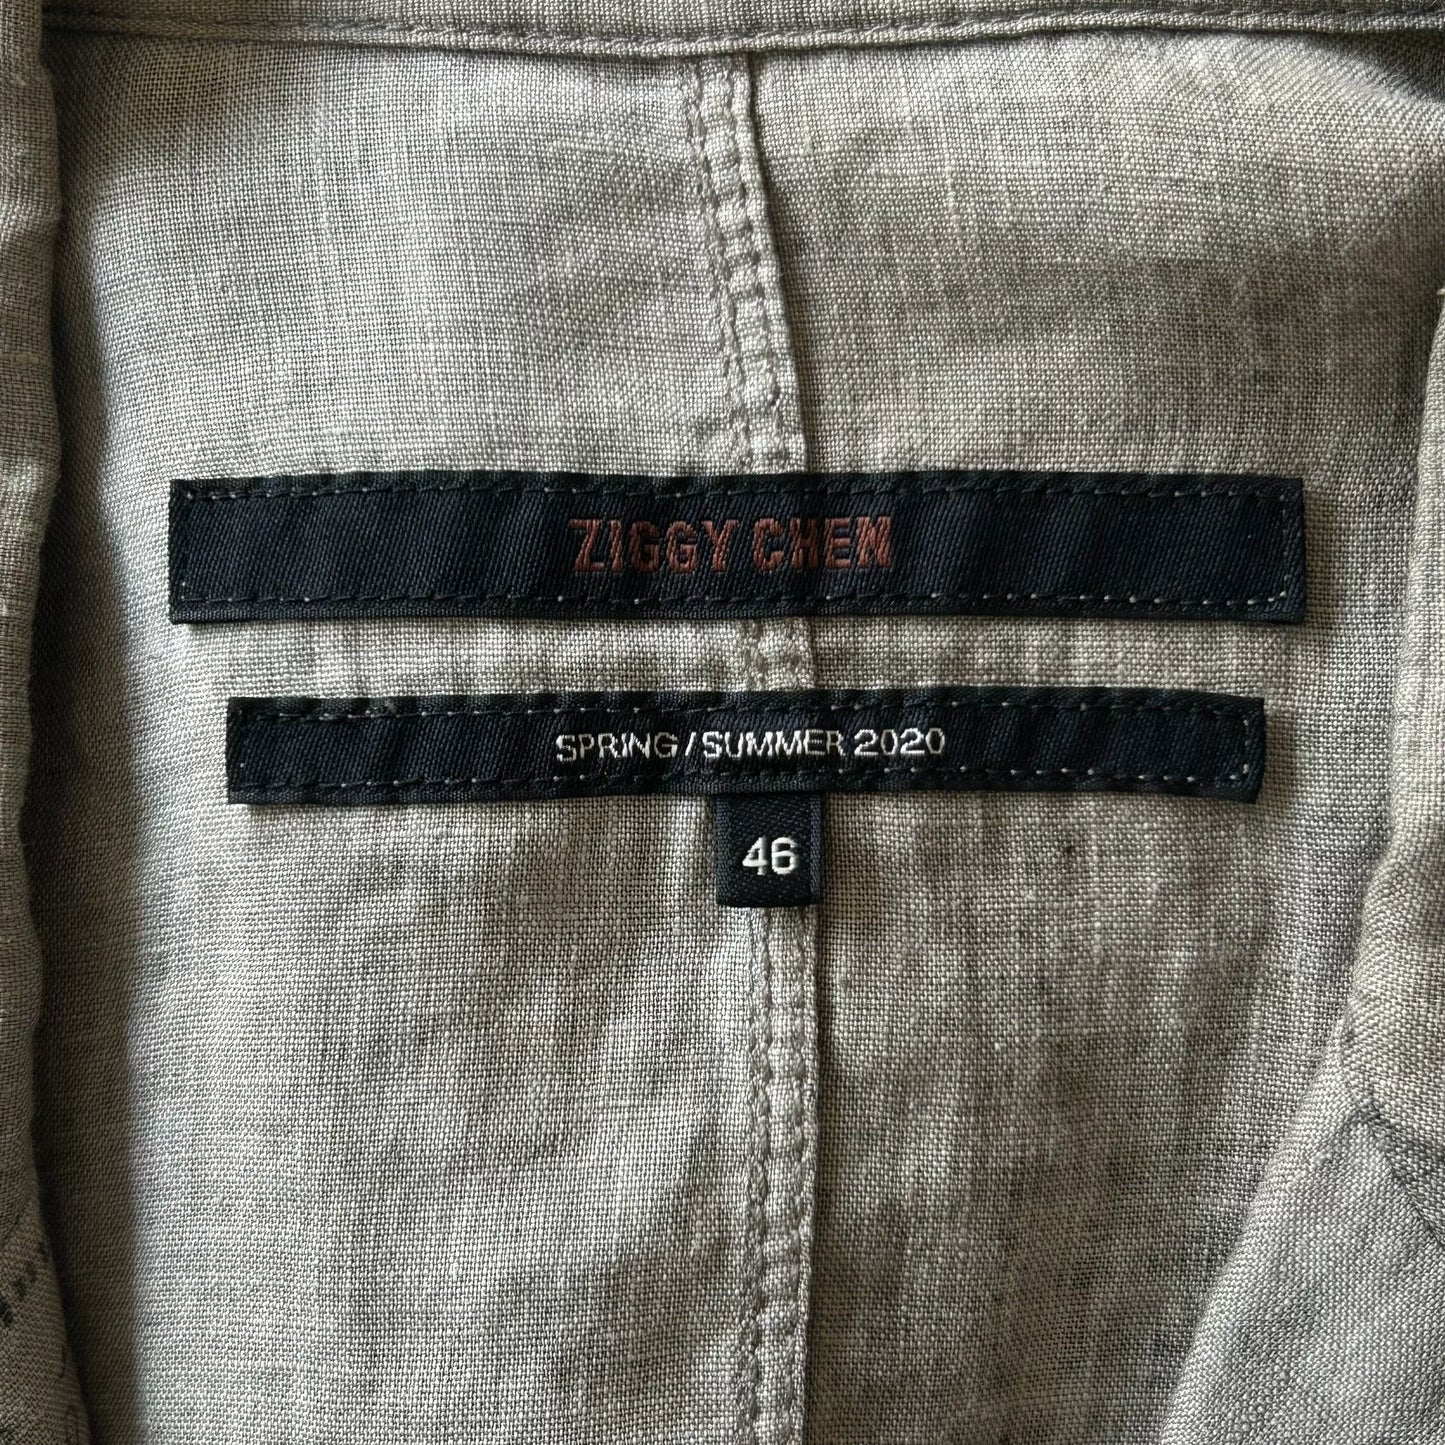 ZIGGY CHEN
SPRING/SUMMER 2020
46